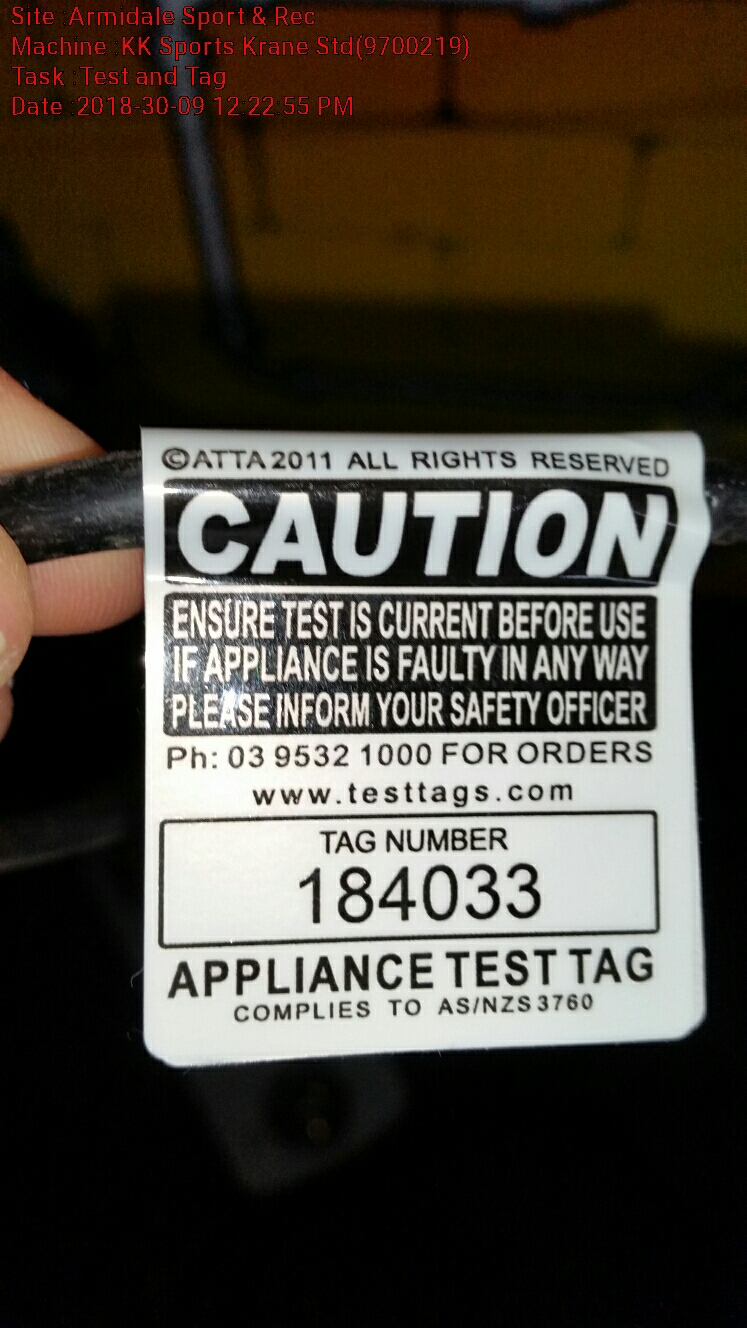 Site :Armidale Sport & Rec
Machine :KK Sports Krane Std(9700219)
Task :Test and Tag
Date :2018-30-09 12:22:55 PM
©ATTA 2011 ALL RIGHTS RESERVED
CAUTION
ENSURE TEST IS CURRENT BEFORE USE
IF APPLIANCE IS FAULTY IN ANY WAY
PLEASE INFORM YOUR SAFETY OFFICER
Ph: 03 9532 1000 FOR ORDERS
www.testtags.com
TAG NUMBER
184033
APPLIANCE TEST TAG
COMPLIES TO AS/NZS 3760